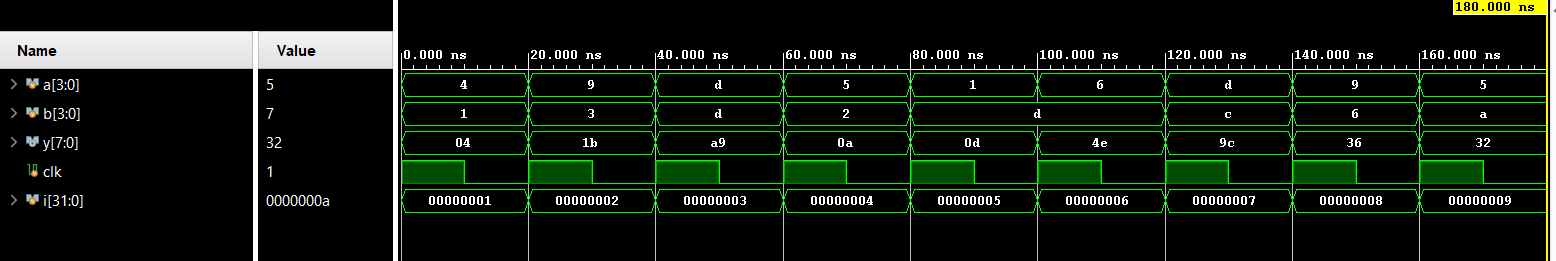 180.000 ns
Name Value
0.000 ns 20.000 ns 40.000 ns 60.000 ns 80.000 ns 100.000 ns 120.000 ns 140.000 ns 160.000 ns
a[3:0] 5 4 9 d 5 1 6 d 9 5
b[3:0] 7 1 3 d 2 d c 6 a
y[7:0] 32 04 1b a9 0a 0d 4e 9c 36 32
clk 1
i[31:0] 0000000a 00000001 00000002 00000003 00000004 00000005 00000006 00000007 00000008 00000009